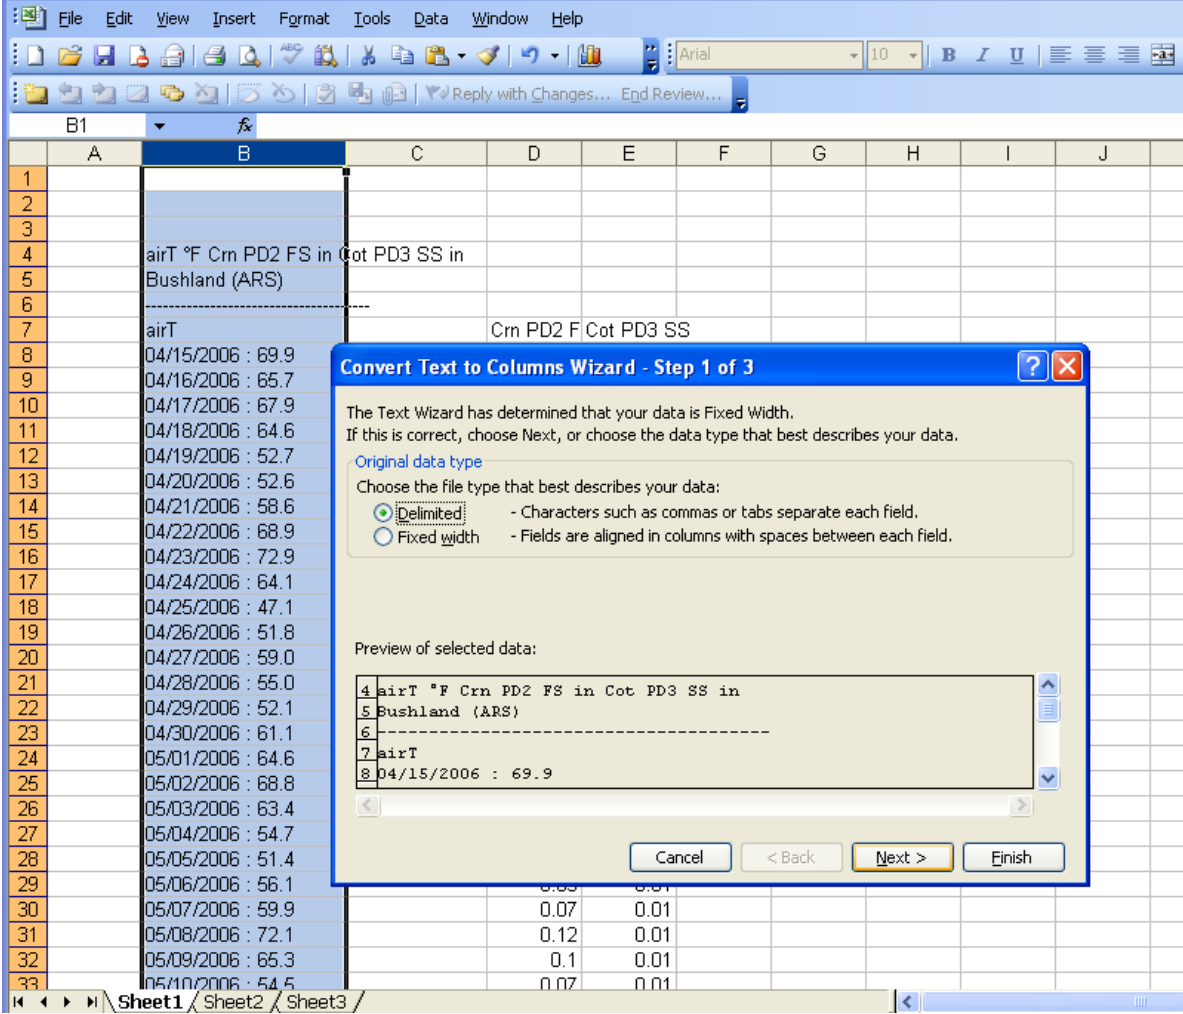 File Edit View Insert Format Tools Data Window Help
Arial 10 B I U
Reply with Changes... End Review...
B1 fx
A B C D E F G H I J
1
2
3
4 airT °F Crn PD2 FS in Cot PD3 SS in
5 Bushland (ARS)
6 --------------------------------------
7 airT Crn PD2 F Cot PD3 SS
8 04/15/2006 : 69.9
9 04/16/2006 : 65.7
10 04/17/2006 : 67.9
11 04/18/2006 : 64.6
12 04/19/2006 : 52.7
13 04/20/2006 : 52.6
14 04/21/2006 : 58.6
15 04/22/2006 : 68.9
16 04/23/2006 : 72.9
17 04/24/2006 : 64.1
18 04/25/2006 : 47.1
19 04/26/2006 : 51.8
20 04/27/2006 : 59.0
21 04/28/2006 : 55.0
22 04/29/2006 : 52.1
23 04/30/2006 : 61.1
24 05/01/2006 : 64.6
25 05/02/2006 : 68.8
26 05/03/2006 : 63.4
27 05/04/2006 : 54.7
28 05/05/2006 : 51.4
29 05/06/2006 : 56.1
30 05/07/2006 : 59.9 0.07 0.01
31 05/08/2006 : 72.1 0.12 0.01
32 05/09/2006 : 65.3 0.1 0.01
33 05/10/2006 : 54.5 0.07 0.01
Convert Text to Columns Wizard - Step 1 of 3
The Text Wizard has determined that your data is Fixed Width.
If this is correct, choose Next, or choose the data type that best describes your data.
Original data type
Choose the file type that best describes your data:
Delimited - Characters such as commas or tabs separate each field.
Fixed width - Fields are aligned in columns with spaces between each field.
Preview of selected data:
4 airT °F Crn PD2 FS in Cot PD3 SS in
5 Bushland (ARS)
6 --------------------------------------
7 airT
8 04/15/2006 : 69.9
Cancel < Back Next > Finish
Sheet1 Sheet2 Sheet3